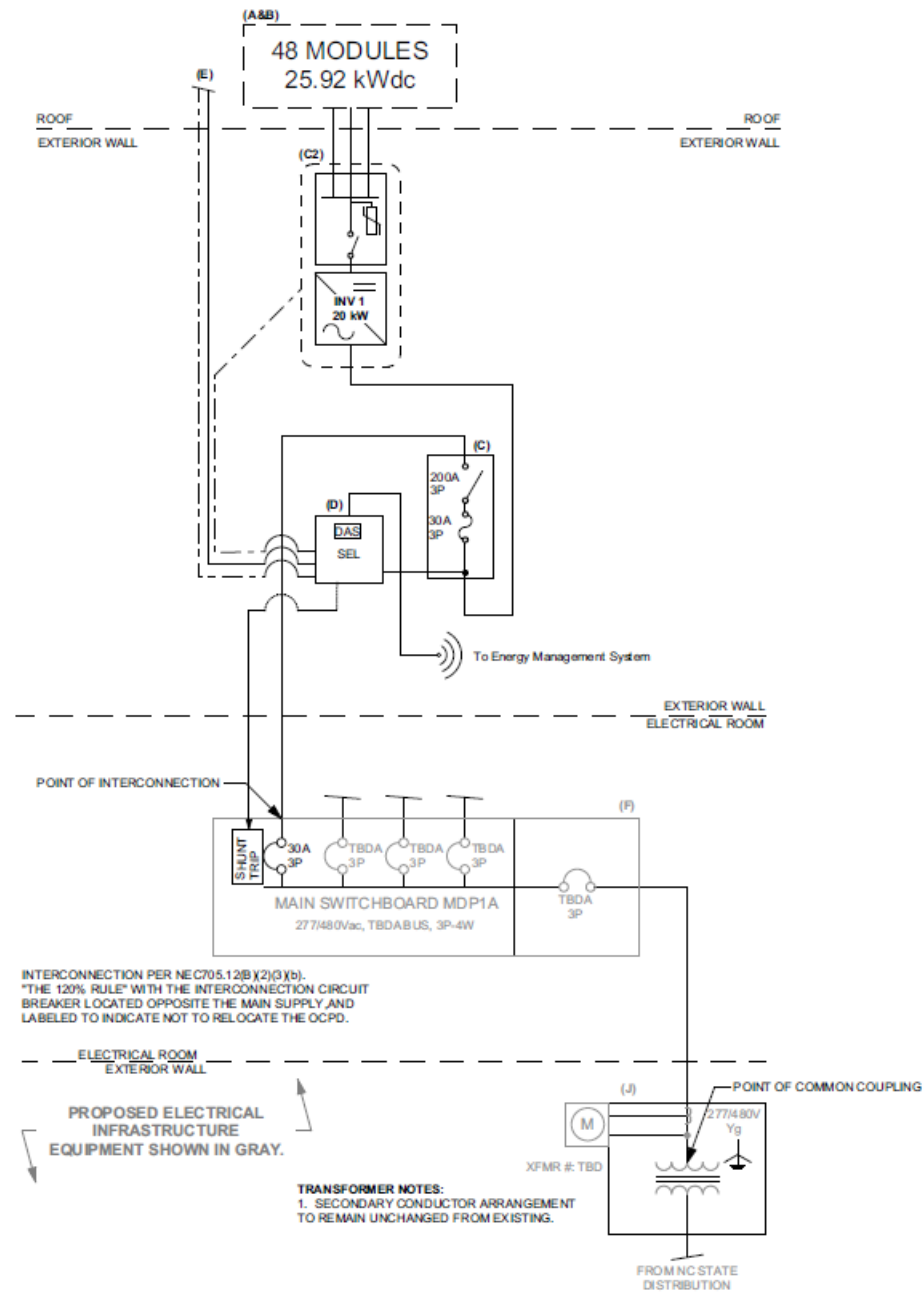 (A&B)
48 MODULES
25.92 kWdc
(E)
ROOF
ROOF
EXTERIOR WALL
EXTERIOR WALL
(C2)
INV 1
20 kW
(C)
200A
3P
30A
3P
(D)
DAS
SEL
To Energy Management System
EXTERIOR WALL
ELECTRICAL ROOM
POINT OF INTERCONNECTION
(F)
SHUNT
TRIP
30A
3P
TBDA
3P
TBDA
3P
TBDA
3P
TBDA
3P
MAIN SWITCHBOARD MDP1A
277/480Vac, TBDABUS, 3P-4W
INTERCONNECTION PER NEC705.12(B)(2)(3)(b).
"THE 120% RULE" WITH THE INTERCONNECTION CIRCUIT
BREAKER LOCATED OPPOSITE THE MAIN SUPPLY,AND
LABELED TO INDICATE NOT TO RELOCATE THE OCPD.
ELECTRICAL ROOM
EXTERIOR WALL
PROPOSED ELECTRICAL
INFRASTRUCTURE
EQUIPMENT SHOWN IN GRAY.
(J)
POINT OF COMMON COUPLING
M
277/480V
Yg
XFMR #: TBD
TRANSFORMER NOTES:
1. SECONDARY CONDUCTOR ARRANGEMENT
TO REMAIN UNCHANGED FROM EXISTING.
FROM NC STATE
DISTRIBUTION